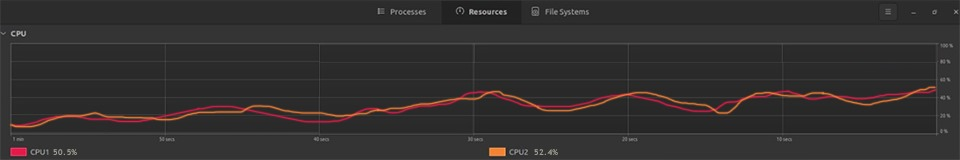 Processes
Resources
File Systems
CPU
100 %
80 %
60 %
40 %
20 %
0 %
1 min
50 secs
40 secs
30 secs
20 secs
10 secs
CPU1 50.5%
CPU2 52.4%